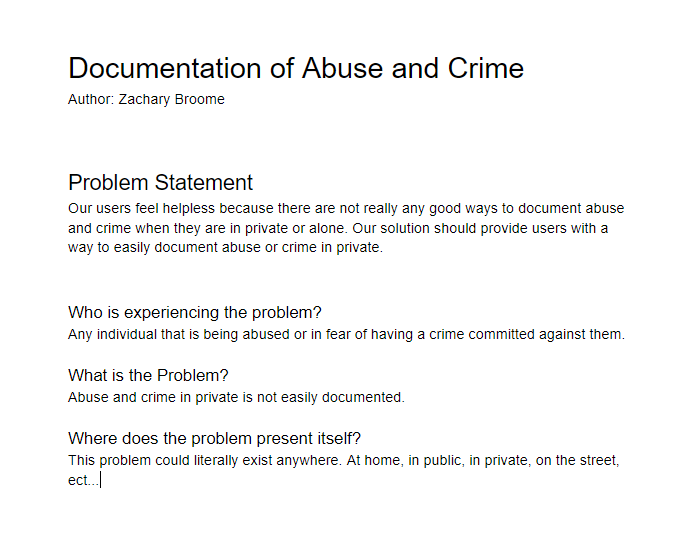 Documentation of Abuse and Crime
Author: Zachary Broome
Problem Statement
Our users feel helpless because there are not really any good ways to document abuse
and crime when they are in private or alone. Our solution should provide users with a
way to easily document abuse or crime in private.
Who is experiencing the problem?
Any individual that is being abused or in fear of having a crime committed against them.
What is the Problem?
Abuse and crime in private is not easily documented.
Where does the problem present itself?
This problem could literally exist anywhere. At home, in public, in private, on the street,
ect...